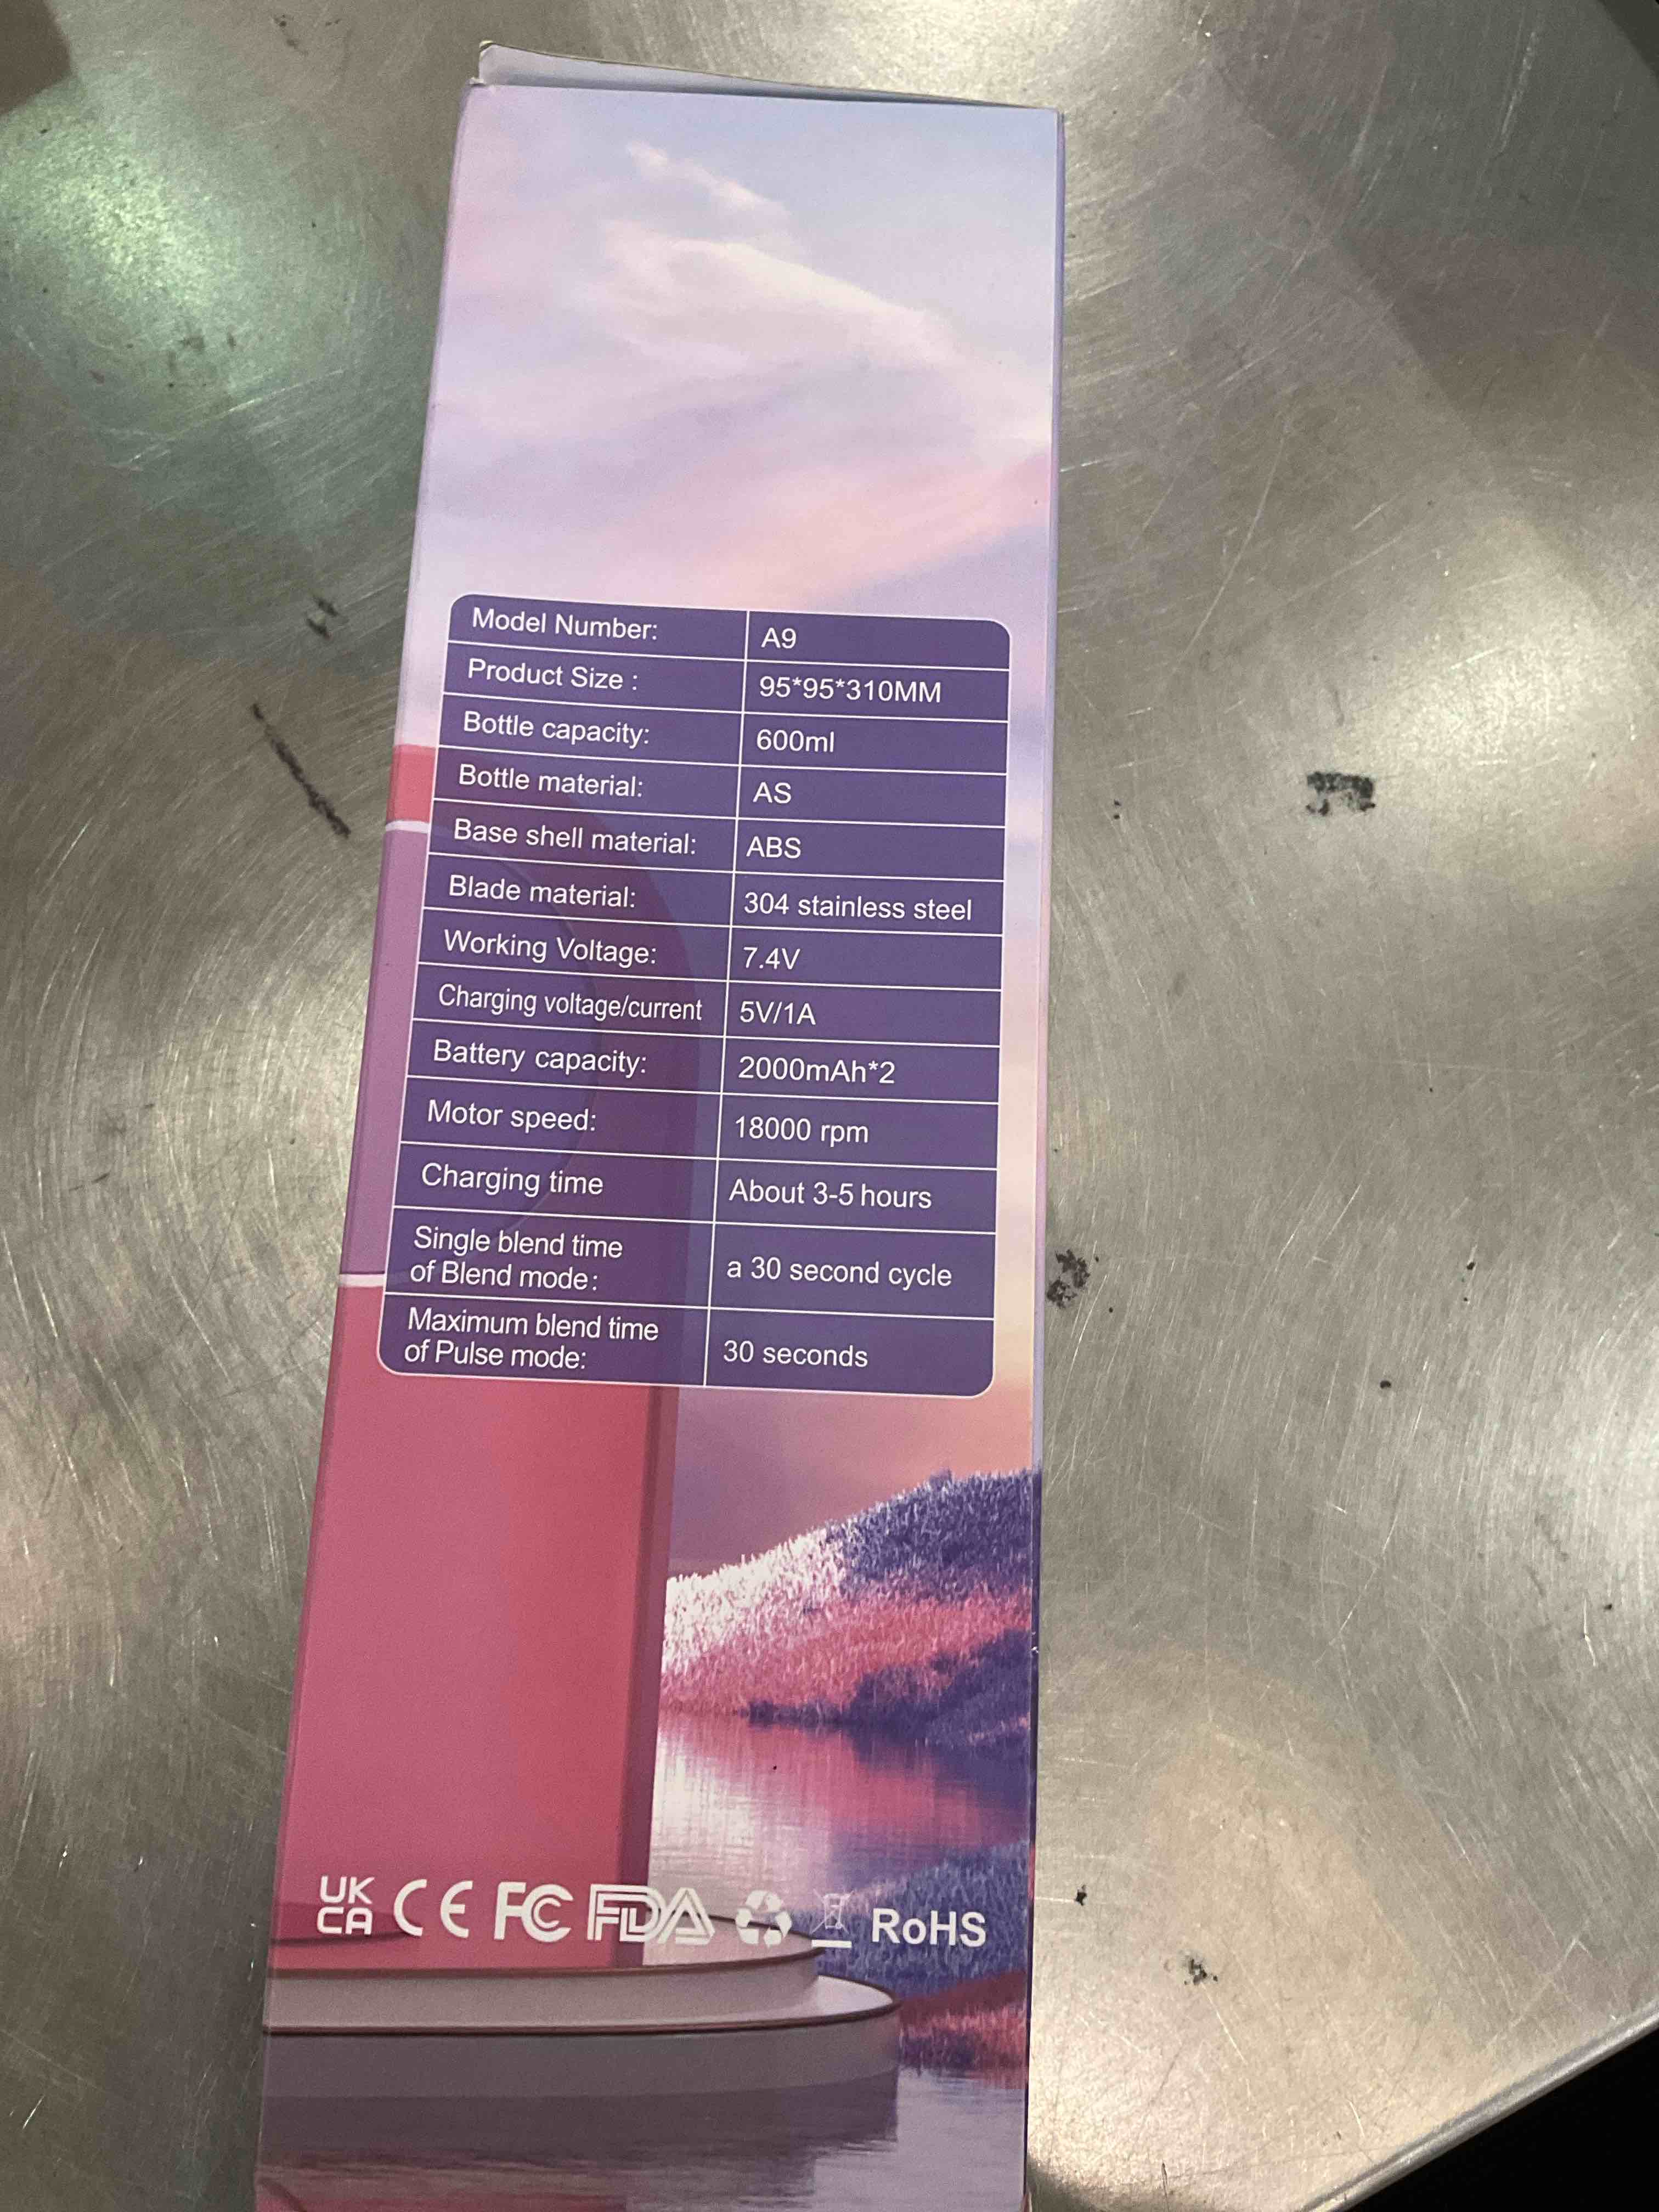 Model Number: A9
Product Size : 95*95*310MM
Bottle capacity: 600ml
Bottle material: AS
Base shell material: ABS
Blade material: 304 stainless steel
Working Voltage: 7.4V
Charging voltage/current 5V/1A
Battery capacity: 2000mAh*2
Motor speed: 18000 rpm
Charging time About 3-5 hours
Single blend time
of Blend mode: a 30 second cycle
Maximum blend time
of Pulse mode: 30 seconds
UK
CA CE FC FDA RoHS